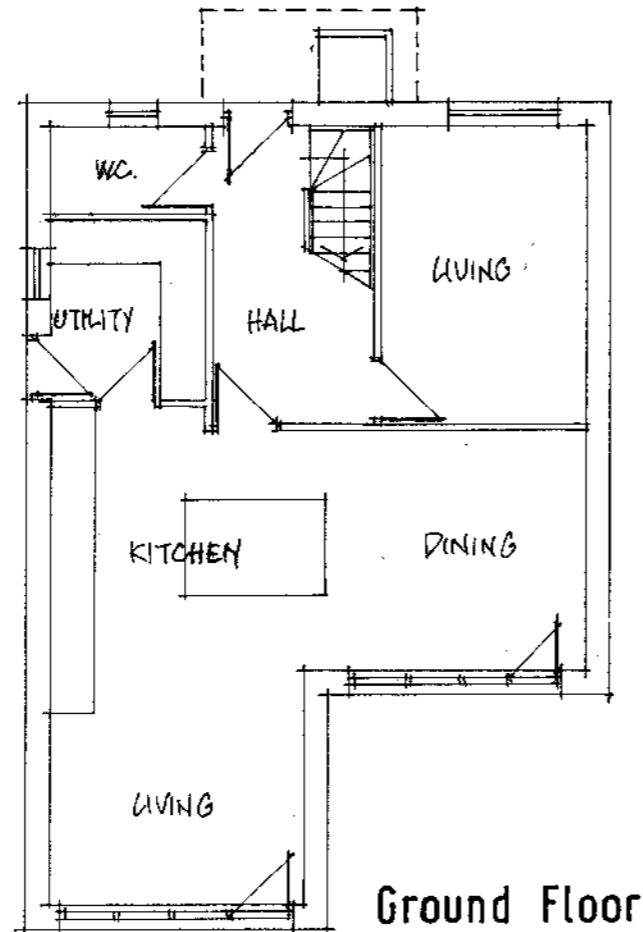 W.C.
LIVING
UTILITY
HALL
KITCHEN
DINING
LIVING
Ground Floor